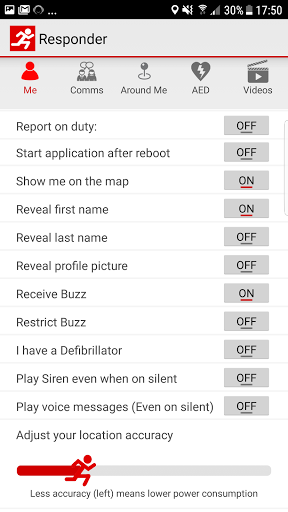 30% 17:50
Responder
Me Comms Around Me AED Videos
Report on duty: OFF
Start application after reboot OFF
Show me on the map ON
Reveal first name ON
Reveal last name OFF
Reveal profile picture OFF
Receive Buzz ON
Restrict Buzz OFF
I have a Defibrillator OFF
Play Siren even when on silent OFF
Play voice messages (Even on silent) OFF
Adjust your location accuracy
Less accuracy (left) means lower power consumption